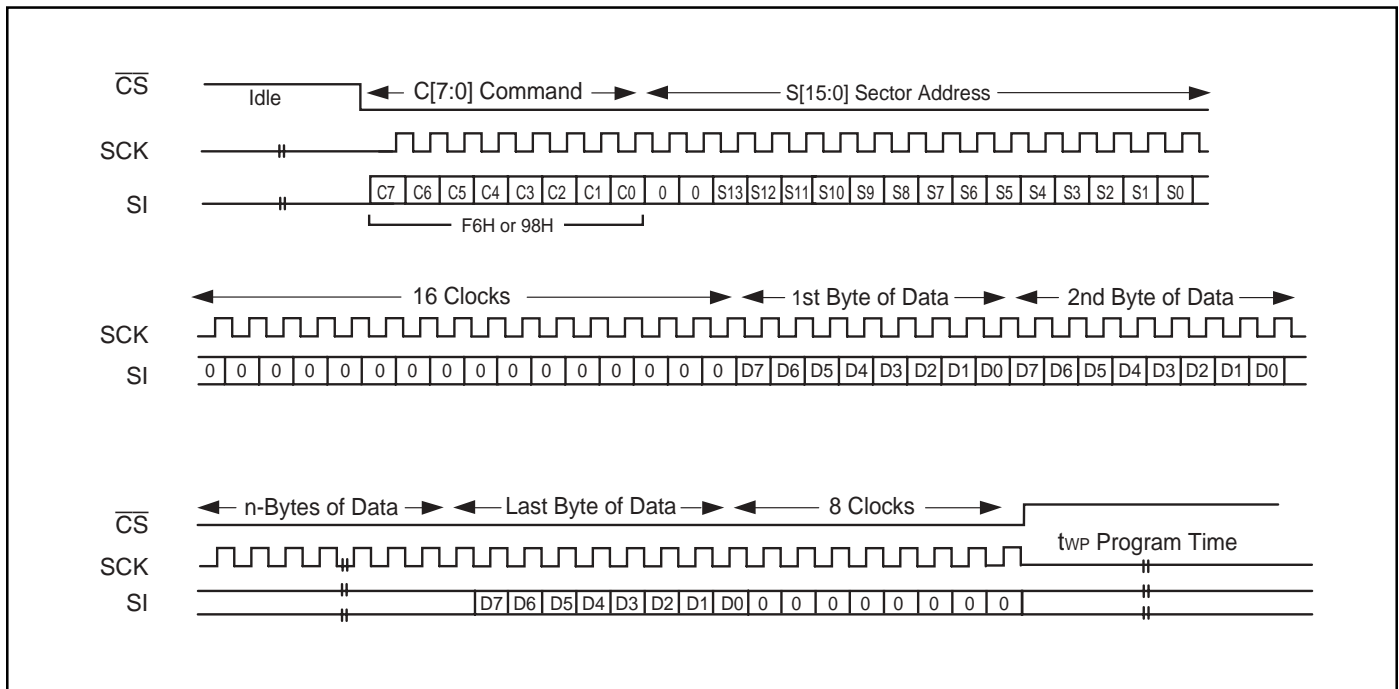 CS
Idle
C[7:0] Command
S[15:0] Sector Address
SCK
SI
C7 C6 C5 C4 C3 C2 C1 C0 0 0 S13 S12 S11 S10 S9 S8 S7 S6 S5 S4 S3 S2 S1 S0
F6H or 98H
16 Clocks 1st Byte of Data 2nd Byte of Data
SCK
SI
0 0 0 0 0 0 0 0 0 0 0 0 0 0 0 0 D7 D6 D5 D4 D3 D2 D1 D0 D7 D6 D5 D4 D3 D2 D1 D0
n-Bytes of Data Last Byte of Data 8 Clocks
CS
tWP Program Time
SCK
SI
D7 D6 D5 D4 D3 D2 D1 D0 0 0 0 0 0 0 0 0